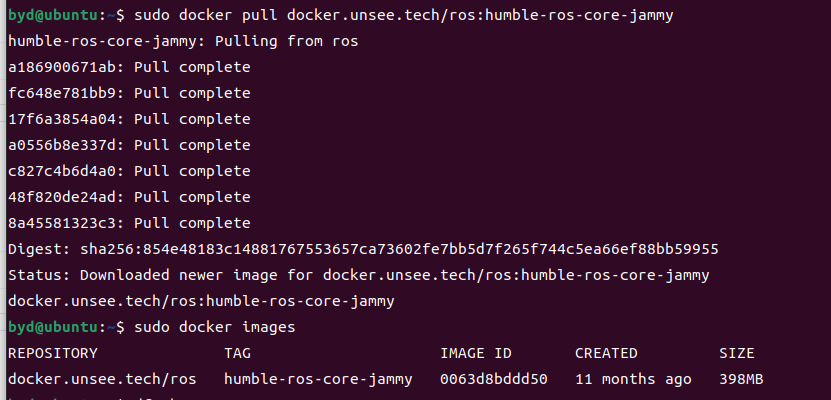 byd@ubuntu:~$ sudo docker pull docker.unsee.tech/ros:humble-ros-core-jammy
humble-ros-core-jammy: Pulling from ros
a186900671ab: Pull complete
fc648e781bb9: Pull complete
17f6a3854a04: Pull complete
a0556b8e337d: Pull complete
c827c4b6d4a0: Pull complete
48f820de24ad: Pull complete
8a45581323c3: Pull complete
Digest: sha256:854e48183c14881767553657ca73602fe7bb5d7f265f744c5ea66ef88bb59955
Status: Downloaded newer image for docker.unsee.tech/ros:humble-ros-core-jammy
docker.unsee.tech/ros:humble-ros-core-jammy
byd@ubuntu:~$ sudo docker images
REPOSITORY TAG IMAGE ID CREATED SIZE
docker.unsee.tech/ros humble-ros-core-jammy 0063d8bddd50 11 months ago 398MB